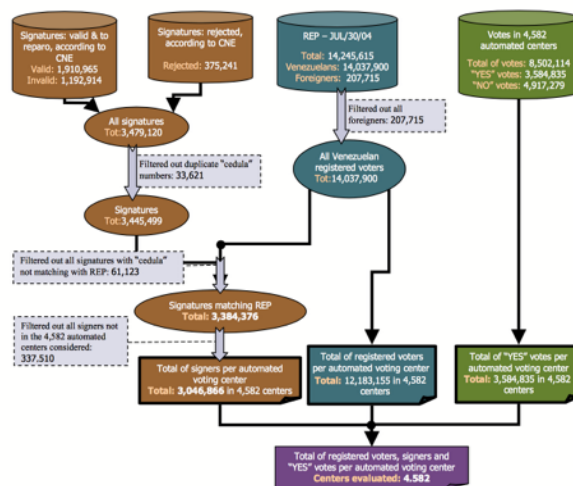 Signatures: valid & to
reparo, according to
CNE
Valid: 1,910,965
Invalid: 1,192,914
Signatures: rejected,
according to CNE
Rejected: 375,241
REP – JUL/30/04
Total: 14,245,615
Venezuelans: 14,037,900
Foreigners: 207,715
Votes in 4,582
automated centers
Total of votes: 8,502,114
"YES" votes: 3,584,835
"NO" votes: 4,917,279
Filtered out all
foreigners: 207,715
All signatures
Tot:3,479,120
Filtered out duplicate "cedula"
numbers: 33,621
All Venezuelan
registered voters
Tot:14,037,900
Signatures
Tot:3,445,499
Filtered out all signatures with "cedula"
not matching with REP: 61,123
Signatures matching REP
Total: 3,384,376
Filtered out all signers not
in the 4,582 automated
centers considered:
337,510
Total of signers per automated
voting center
Total: 3,046,866 in 4,582 centers
Total of registered voters
per automated voting center
Total: 12,183,155 in 4,582
centers
Total of "YES" votes per
automated voting center
Total: 3,584,835 in 4,582
centers
Total of registered voters, signers and
"YES" votes per automated voting center
Centers evaluated: 4.582